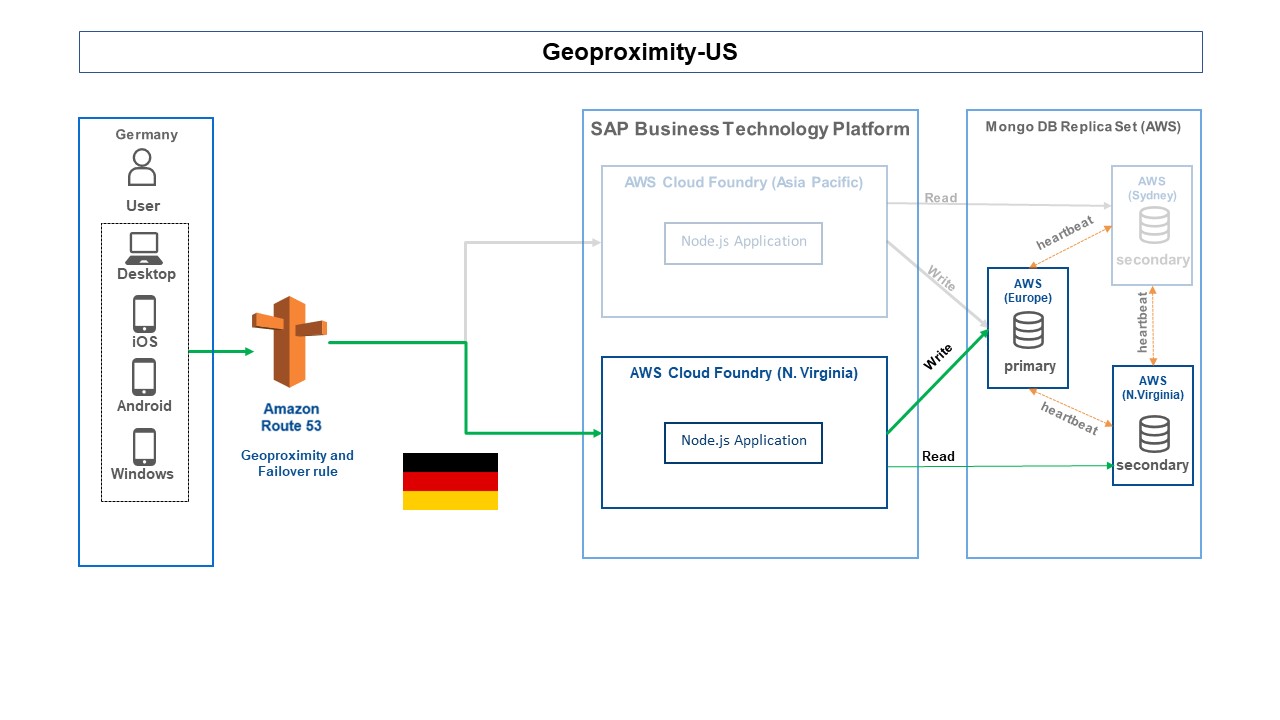 Geoproximity-US
Germany
User
Desktop
iOS
Android
Windows
Amazon
Route 53
Geoproximity and
Failover rule
SAP Business Technology Platform
AWS Cloud Foundry (Asia Pacific)
Node.js Application
AWS Cloud Foundry (N. Virginia)
Node.js Application
Read
Write
Write
Read
Mongo DB Replica Set (AWS)
AWS
(Sydney)
secondary
heartbeat
AWS
(Europe)
primary
heartbeat
heartbeat
AWS
(N.Virginia)
secondary